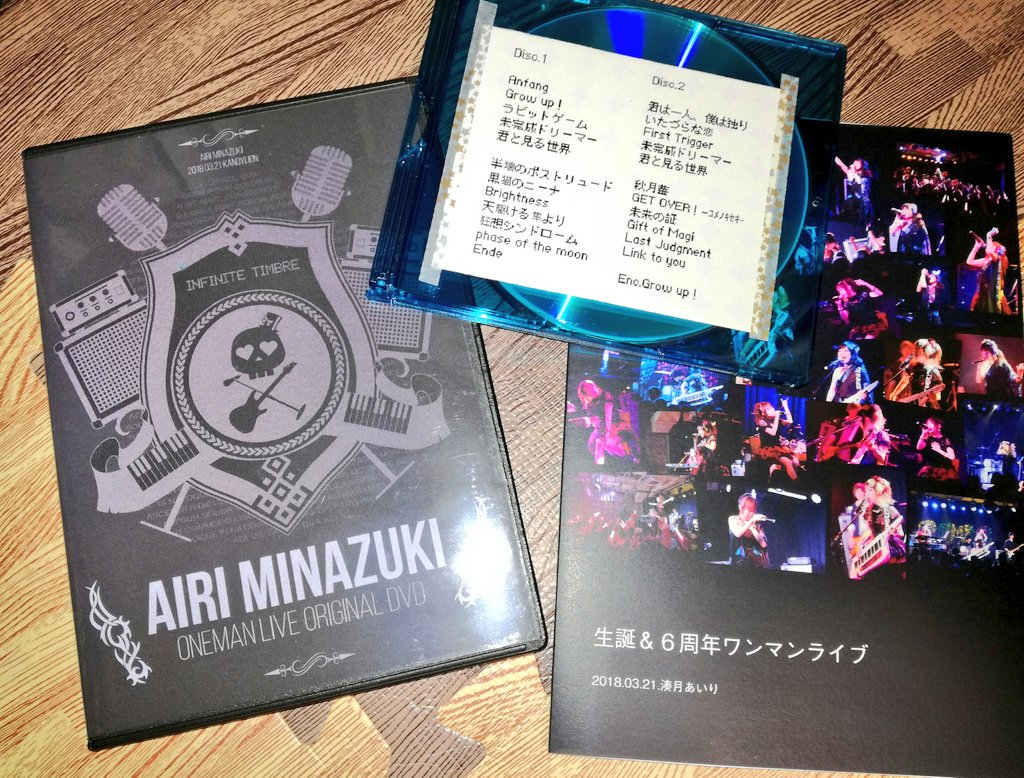 AIRI MINAZUKI
2018.03.21 KANDYLION
INFINITE TIMBRE
AIRI MINAZUKI
ONEMAN LIVE ORIGINAL DVD
Disc.1
Anfang
Grow up!
ラビットゲーム
未完成ドリーマー
君と見る世界
半壊のポストリュード
黒猫のニーナ
Brightness
天駆ける隼より
狂想シンドローム
phase of the moon
Ende
Disc.2
君は一人、僕は独り
いたづらな恋
First Trigger
未完成ドリーマー
君と見る世界
秋月華
GET OVER! -ユメノキセキ-
未来の証
Gift of Magi
Last Judgment
Link to you
Enc.Grow up!
生誕&6周年ワンマンライブ
2018.03.21.湊月あいり